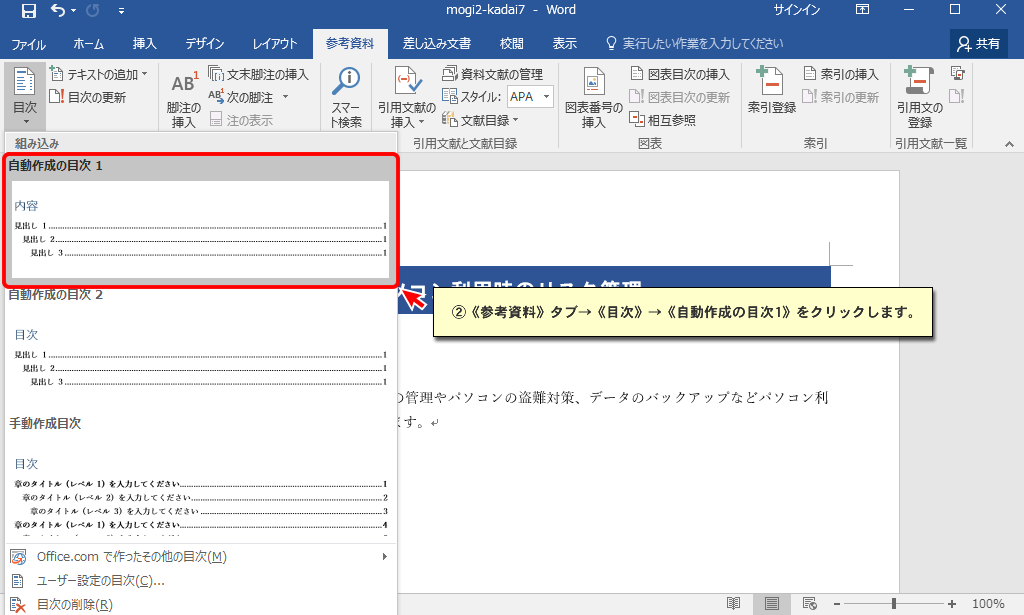 mogi2-kadai7 - Word
サインイン
ファイル ホーム 挿入 デザイン レイアウト 参考資料 差し込み文書 校閲 表示 実行したい作業を入力してください 共有
目次
テキストの追加
目次の更新
AB1
脚注の
挿入
文末脚注の挿入
AB1 次の脚注
注の表示
スマー
ト検索
引用文献の
挿入
資料文献の管理
スタイル: APA
文献目録
引用文献と文献目録
図表番号の
挿入
図表目次の挿入
図表目次の更新
相互参照
図表
索引登録
索引の挿入
索引の更新
索引
引用文の
登録
引用文献一覧
組み込み
自動作成の目次 1
内容
見出し 1 1
見出し 2 1
見出し 3 1
自動作成の目次 2
目次
見出し 1 1
見出し 2 1
見出し 3 1
手動作成目次
目次
章のタイトル (レベル 1) を入力してください 1
章のタイトル (レベル 2) を入力してください 2
章のタイトル (レベル 3) を入力してください 3
章のタイトル (レベル 1) を入力してください 4
Office.com で作ったその他の目次(M)
ユーザー設定の目次(C)...
目次の削除(R)
コン利用時のリスク管理
②《参考資料》タブ→《目次》→《自動作成の目次1》をクリックします。
の管理やパソコンの盗難対策、データのバックアップなどパソコン利
ます。
100%